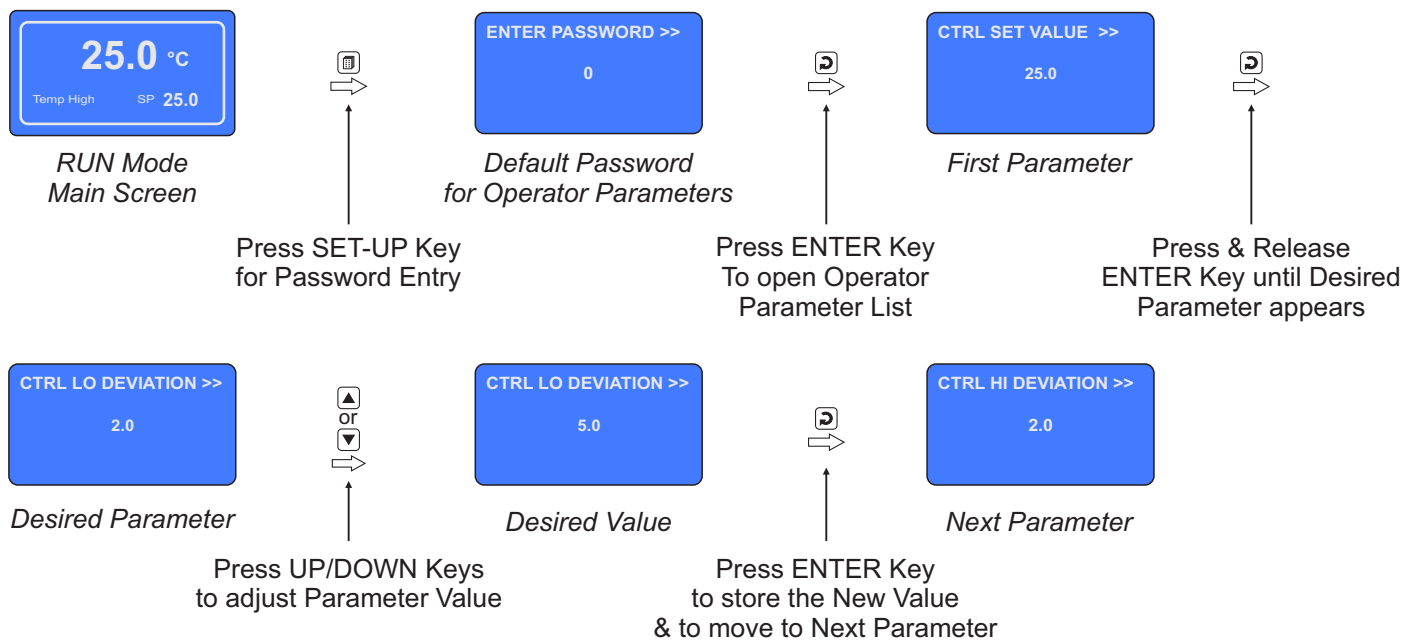 25.0 °C
Temp High SP 25.0
RUN Mode
Main Screen
Press SET-UP Key
for Password Entry
ENTER PASSWORD >>
0
Default Password
for Operator Parameters
Press ENTER Key
To open Operator
Parameter List
CTRL SET VALUE >>
25.0
First Parameter
Press & Release
ENTER Key until Desired
Parameter appears
CTRL LO DEVIATION >>
2.0
Desired Parameter
or
Press UP/DOWN Keys
to adjust Parameter Value
CTRL LO DEVIATION >>
5.0
Desired Value
Press ENTER Key
to store the New Value
& to move to Next Parameter
CTRL HI DEVIATION >>
2.0
Next Parameter